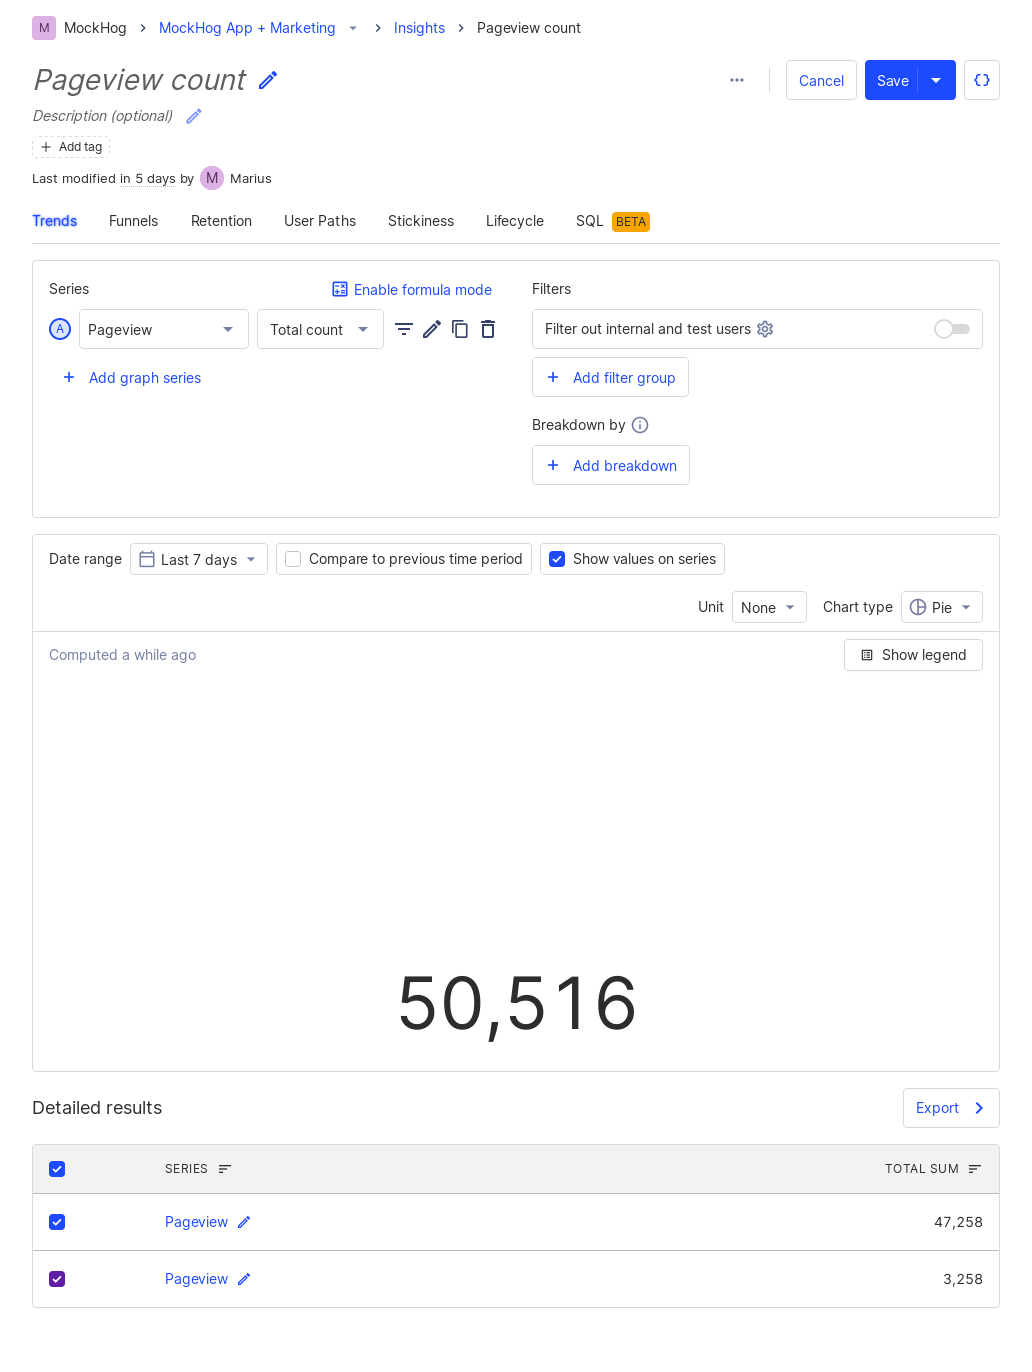 M MockHog > MockHog App + Marketing > Insights > Pageview count
Pageview count
Cancel Save
Description (optional)
Add tag
Last modified in 5 days by M Marius
Trends Funnels Retention User Paths Stickiness Lifecycle SQL BETA
Series Enable formula mode
A Pageview Total count
+ Add graph series
Filters
Filter out internal and test users
+ Add filter group
Breakdown by
+ Add breakdown
Date range Last 7 days Compare to previous time period Show values on series
Unit None Chart type Pie
Computed a while ago Show legend
50,516
Detailed results Export
SERIES TOTAL SUM
Pageview 47,258
Pageview 3,258